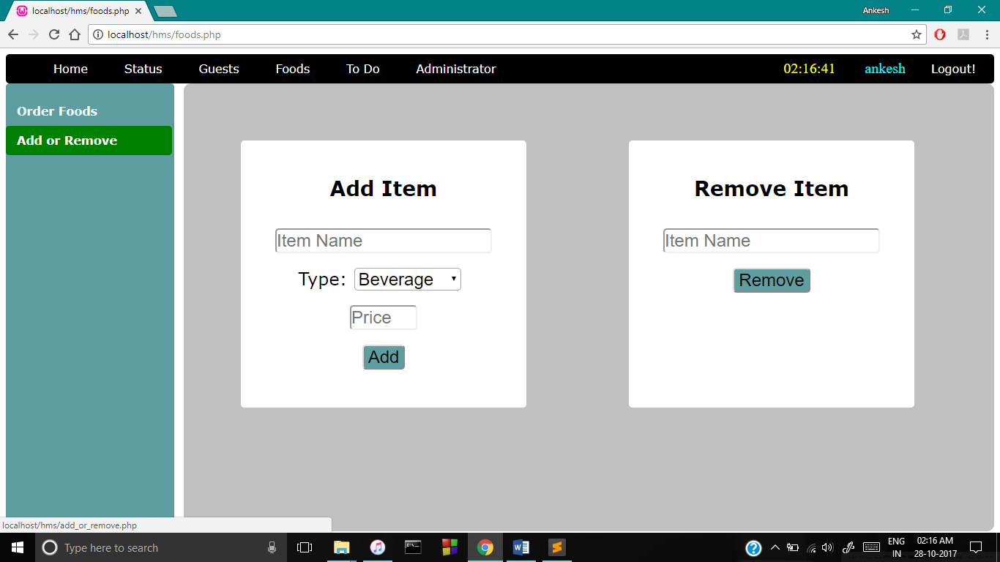 localhost/hms/foods.php
Ankesh
localhost/hms/foods.php
Home Status Guests Foods To Do Administrator 02:16:41 ankesh Logout!
Order Foods
Add or Remove
Add Item
Item Name
Type: Beverage
Price
Add
Remove Item
Item Name
Remove
localhost/hms/add_or_remove.php
Type here to search
ENG
IN
02:16 AM
28-10-2017